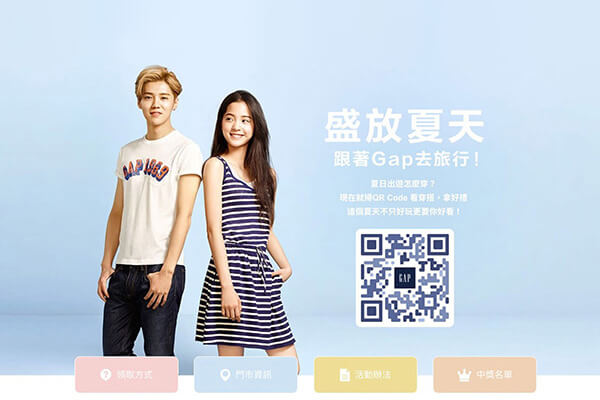 GAP 1969
盛放夏天
跟著Gap去旅行！
夏日出遊怎麼穿？
現在就掃QR Code 看穿搭，拿好禮
這個夏天不只好玩更要你好看！
GAP
領取方式
門市資訊
活動辦法
中獎名單